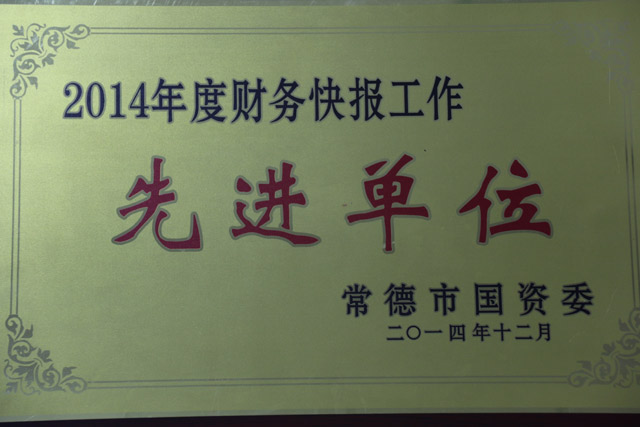 2014年度财务快报工作
先进单位
常德市国资委
二〇一四年十二月